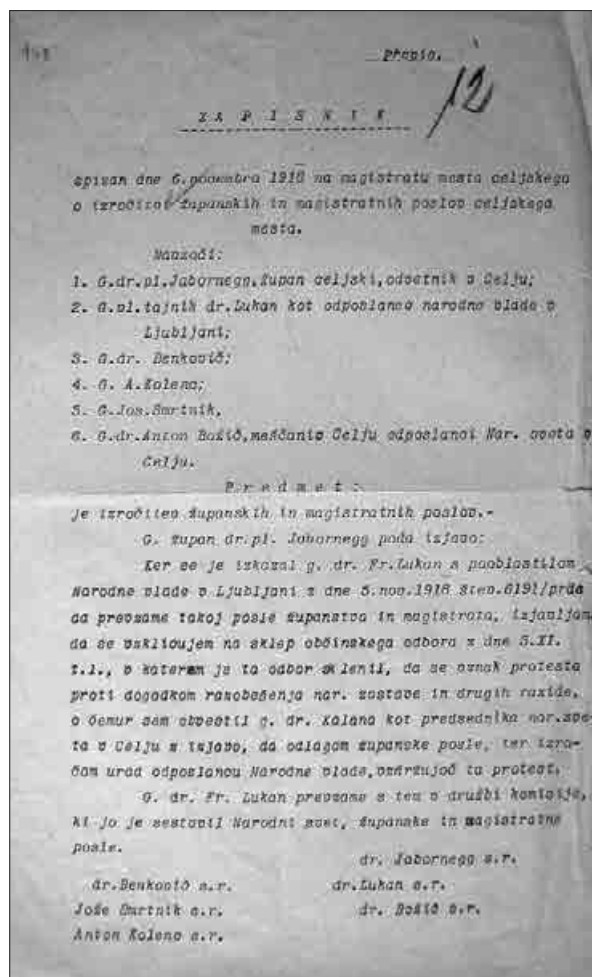 Prepis.
12
Z A P I S N I K
spisan dne 6. novembra 1918 na magistratu mesta celjskega
o izročitvi županskih in magistratnih poslov celjskega
mesta.
Navzoči:
1. G.dr.pl.Jabornegg,župan celjski,odvetnik v Celju;
2. G.vl.tajnik dr.Lukan kot odposlanec narodne vlade v
Ljubljani;
3. G.dr. Benkovič;
4. G. A.Kolenc;
5. G.Jos.Smrtnik,
6. G.dr.Anton Božič,meščani v Celju odposlanci Nar. sveta v
Celju.
P r e d m e t :
je izročitev županskih in magistratnih poslov.-
G. župan dr.pl. Jabornegg poda izjavo:
Ker se je izkazal g. dr. Fr.Lukan s pooblastilom
Narodne vlade v Ljubljani z dne 5.nov.1918 štev.6191/prds
da prevzame takoj posle županstva in magistrata, izjavljam,
da se sklicujem na sklep občinskega odbora z dne 3.XI.
t.l., v katerem je ta odbor sklenil, da se v znak protesta
proti dogodkom razobešenja nar. zastave in drugih
o čemur sem obvestil g. dr. Kalana kot predsednika nar.sve-
ta v Celju z izjavo, da odlagam županske posle, ter izro-
čam urad odposlancu Narodne vlade,vzdržujoč ta protest.
G. dr. Fr. Lukan prevzame s tem v družbi komisije,
ki jo je sestavil Narodni svet, županske in magistratne
posle.
dr. Jabornegg s.r.
dr.Benkovič s.r. dr.Lukan s.r.
Jože Smrtnik s.r. dr. Božič s.r.
Anton Kolenc s.r.